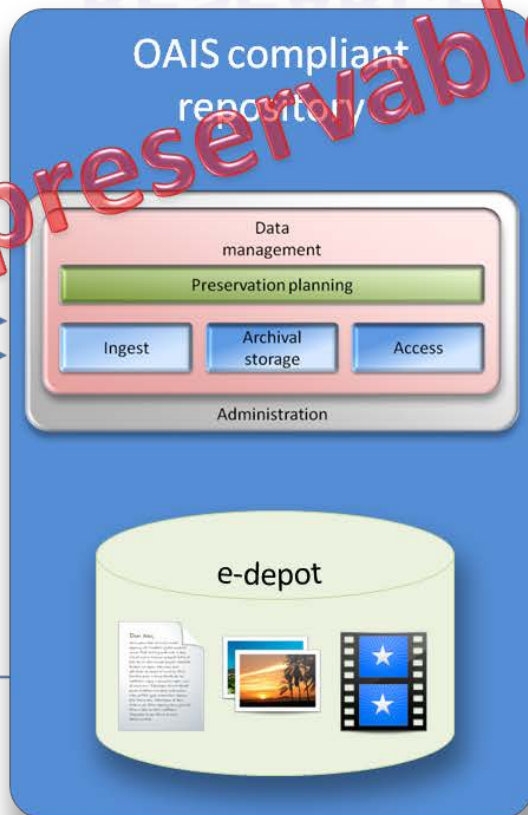 OAIS compliant
repository
preservable
Data
management
Preservation planning
Ingest
Archival
storage
Access
Administration
e-depot